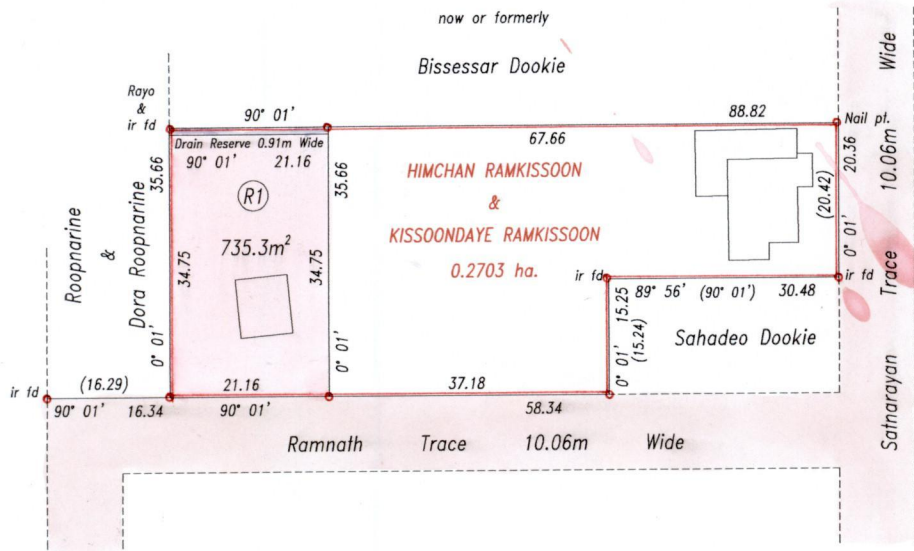 now or formerly
Bissessar Dookie
Wide
Rayo
&
ir fd
90° 01'
88.82
Nail pt.
67.66
Drain Reserve 0.91m Wide
90° 01' 21.16
35.66
35.66
20.36
(20.42)
0° 01'
10.06m
R1
HIMCHAN RAMKISSOON
&
KISSOONDAYE RAMKISSOON
0.2703 ha.
735.3m²
34.75
34.75
Roopnarine
&
Dora Roopnarine
ir fd
ir fd
89° 56' (90° 01') 30.48
Trace
15.25
(15.24)
0° 01'
Sahadeo Dookie
0° 01'
0° 01'
ir fd
(16.29)
21.16
37.18
90° 01' 16.34
90° 01'
58.34
Satnarayan
Ramnath Trace 10.06m Wide